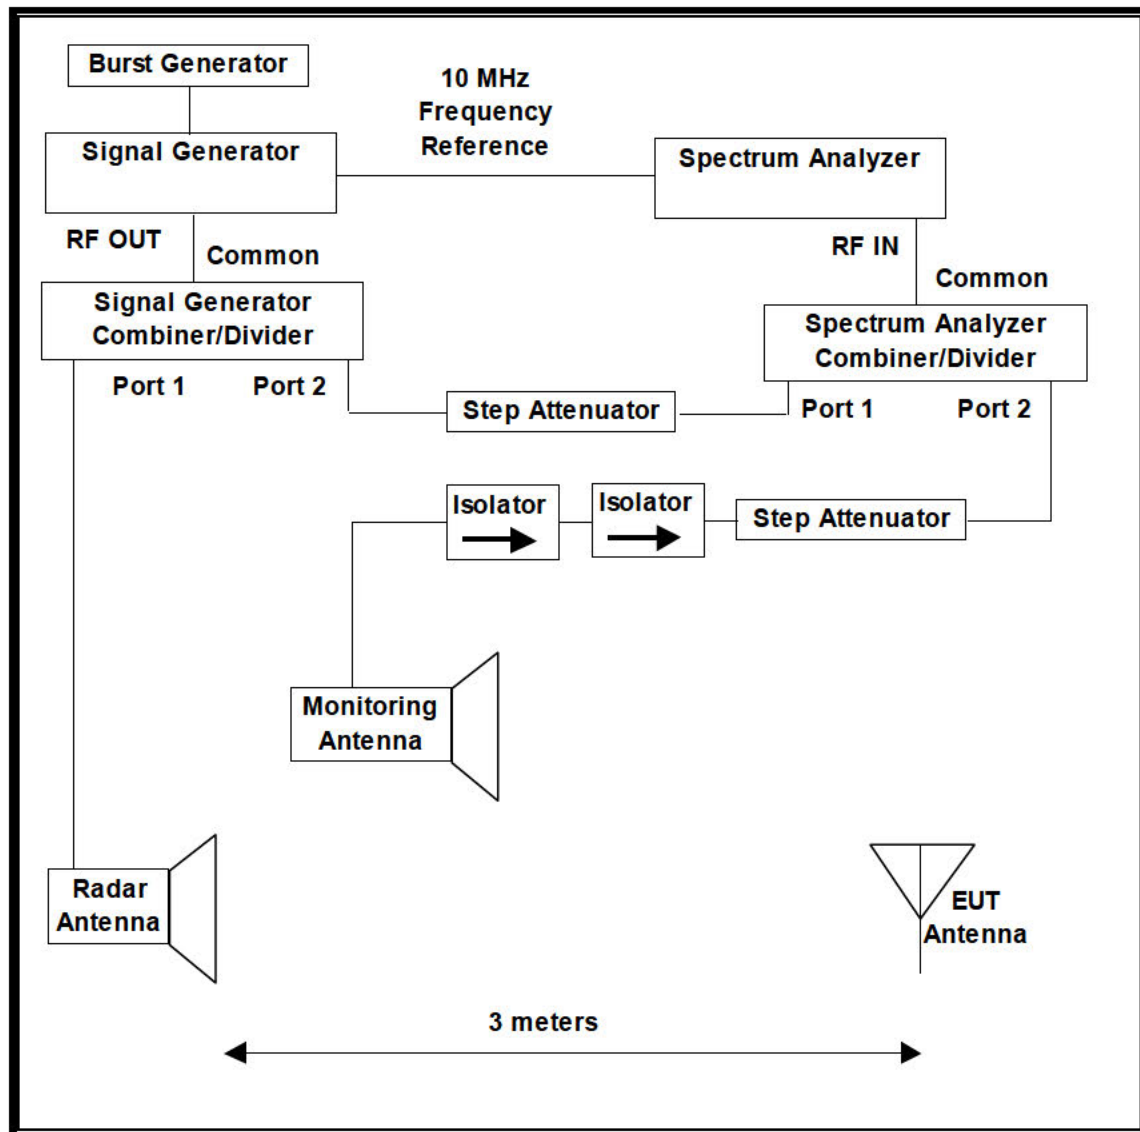 Burst Generator
10 MHz
Frequency
Reference
Signal Generator
Spectrum Analyzer
RF OUT
Common
RF IN
Common
Signal Generator
Combiner/Divider
Spectrum Analyzer
Combiner/Divider
Port 1
Port 2
Step Attenuator
Port 1
Port 2
Isolator
Isolator
Step Attenuator
Monitoring
Antenna
Radar
Antenna
EUT
Antenna
3 meters